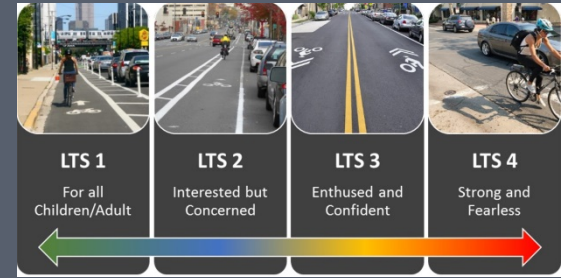 LTS 1
For all
Children/Adult
LTS 2
Interested but
Concerned
LTS 3
Enthused and
Confident
LTS 4
Strong and
Fearless